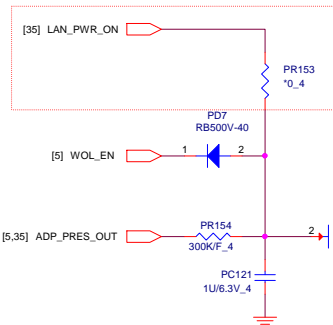 [35] LAN_PWR_ON
PR153
*0_4
PD7
RB500V-40
[5] WOL_EN
1
2
PR154
[5,35] ADP_PRES_OUT
300K/F_4
2
PC121
1U/6.3V_4